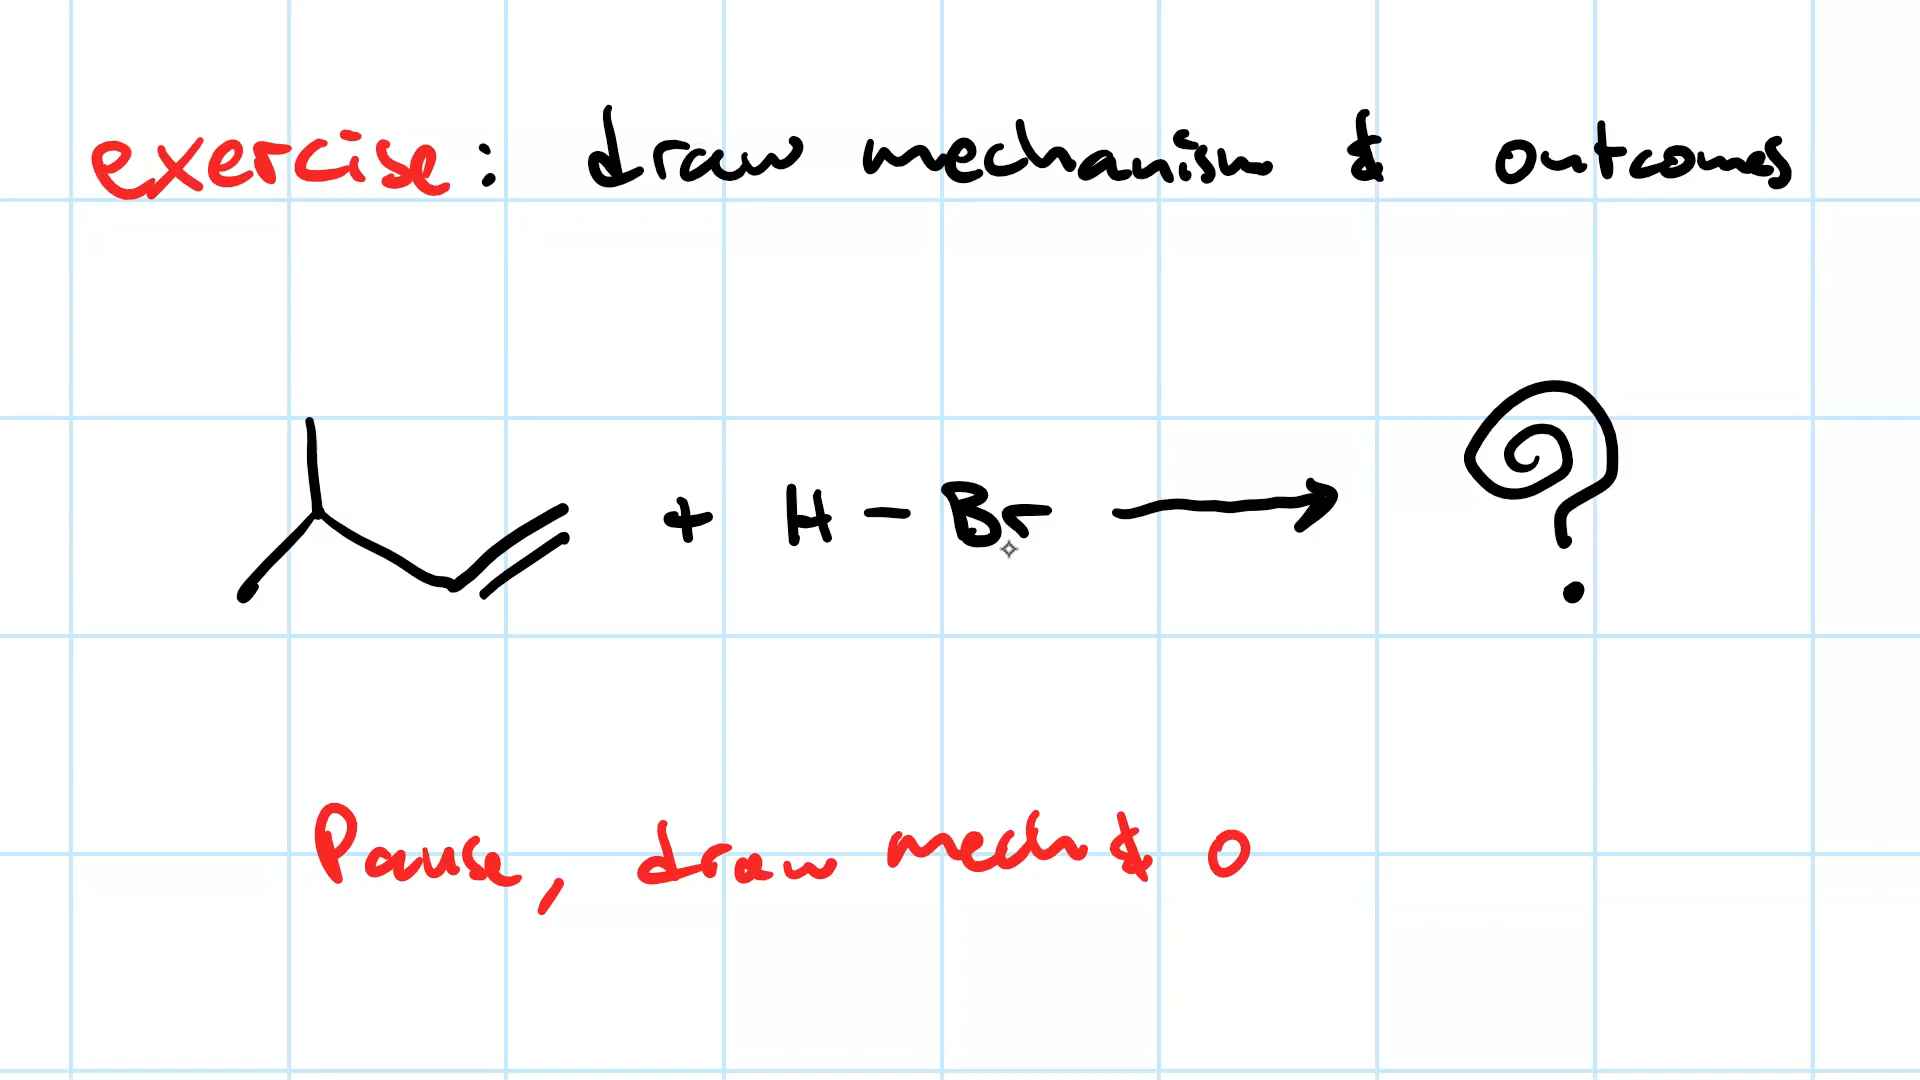 exercise: draw mechanism & outcomes
+ H - Br → ?
Pause, draw mech & o